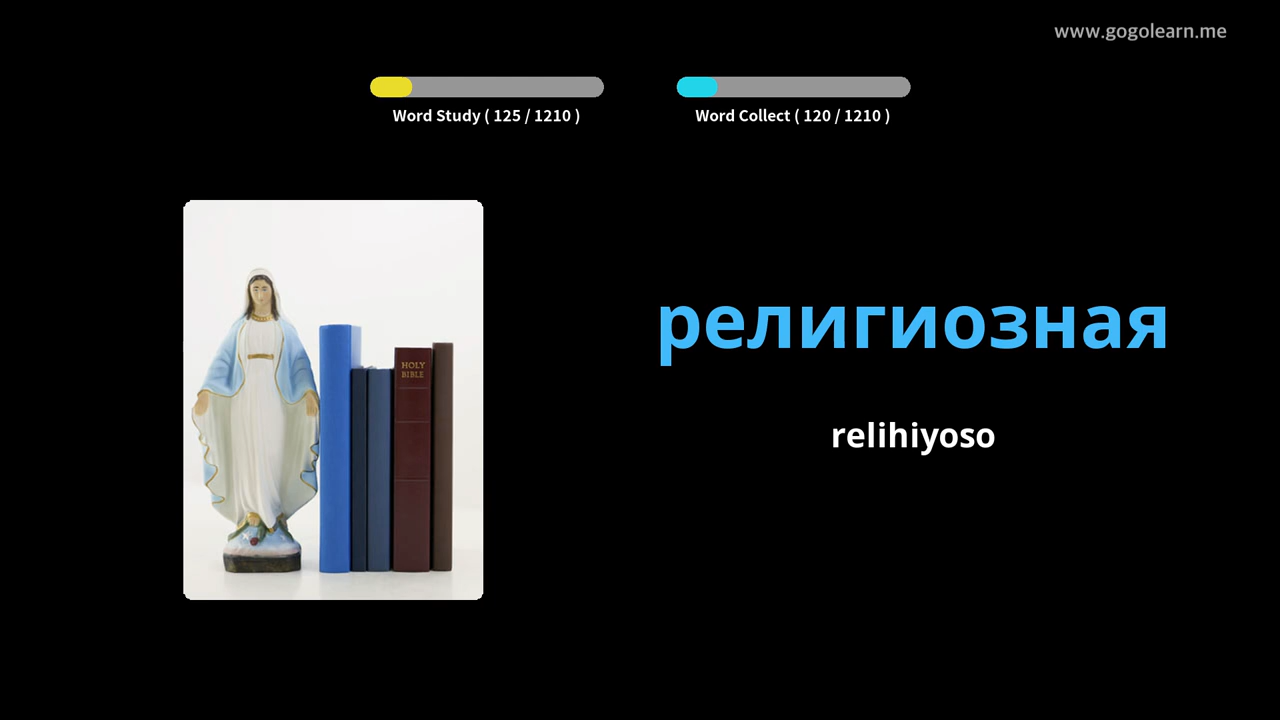 www.gogolearn.me
Word Study ( 125 / 1210 )
Word Collect ( 120 / 1210 )
религиозная
relihiyoso
HOLY
BIBLE